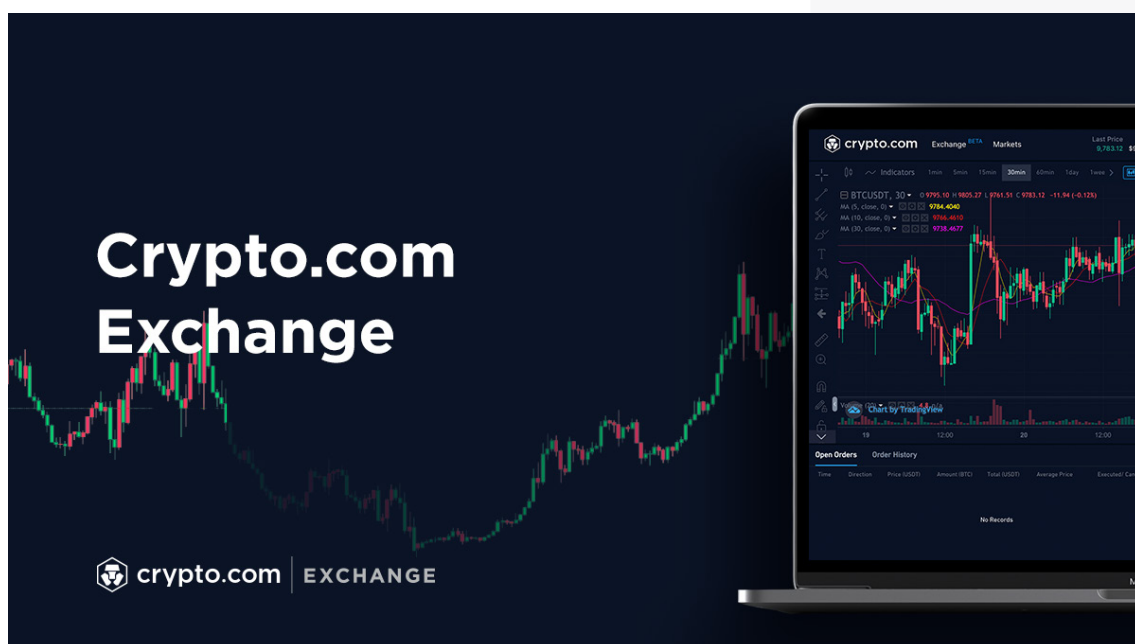 Crypto.com
Exchange
crypto.com EXCHANGE
crypto.com Exchange BETA Markets
Last Price
9,783.12
Indicators 1min 5min 15min 30min 60min 1day
BTCUSDT, 30 O 9795.10 H 9805.27 L 9761.51 C 9783.12 -11.94 (-0.12%)
MA (5, close, 0) 9784.4040
MA (10, close, 0) 9766.4610
MA (30, close, 0) 9738.4677
Chart by TradingView
19 12:00 20 12:00
Open Orders Order History
Time Direction Price (USDT) Amount (BTC) Total (USDT) Average Price Executed/
No Records